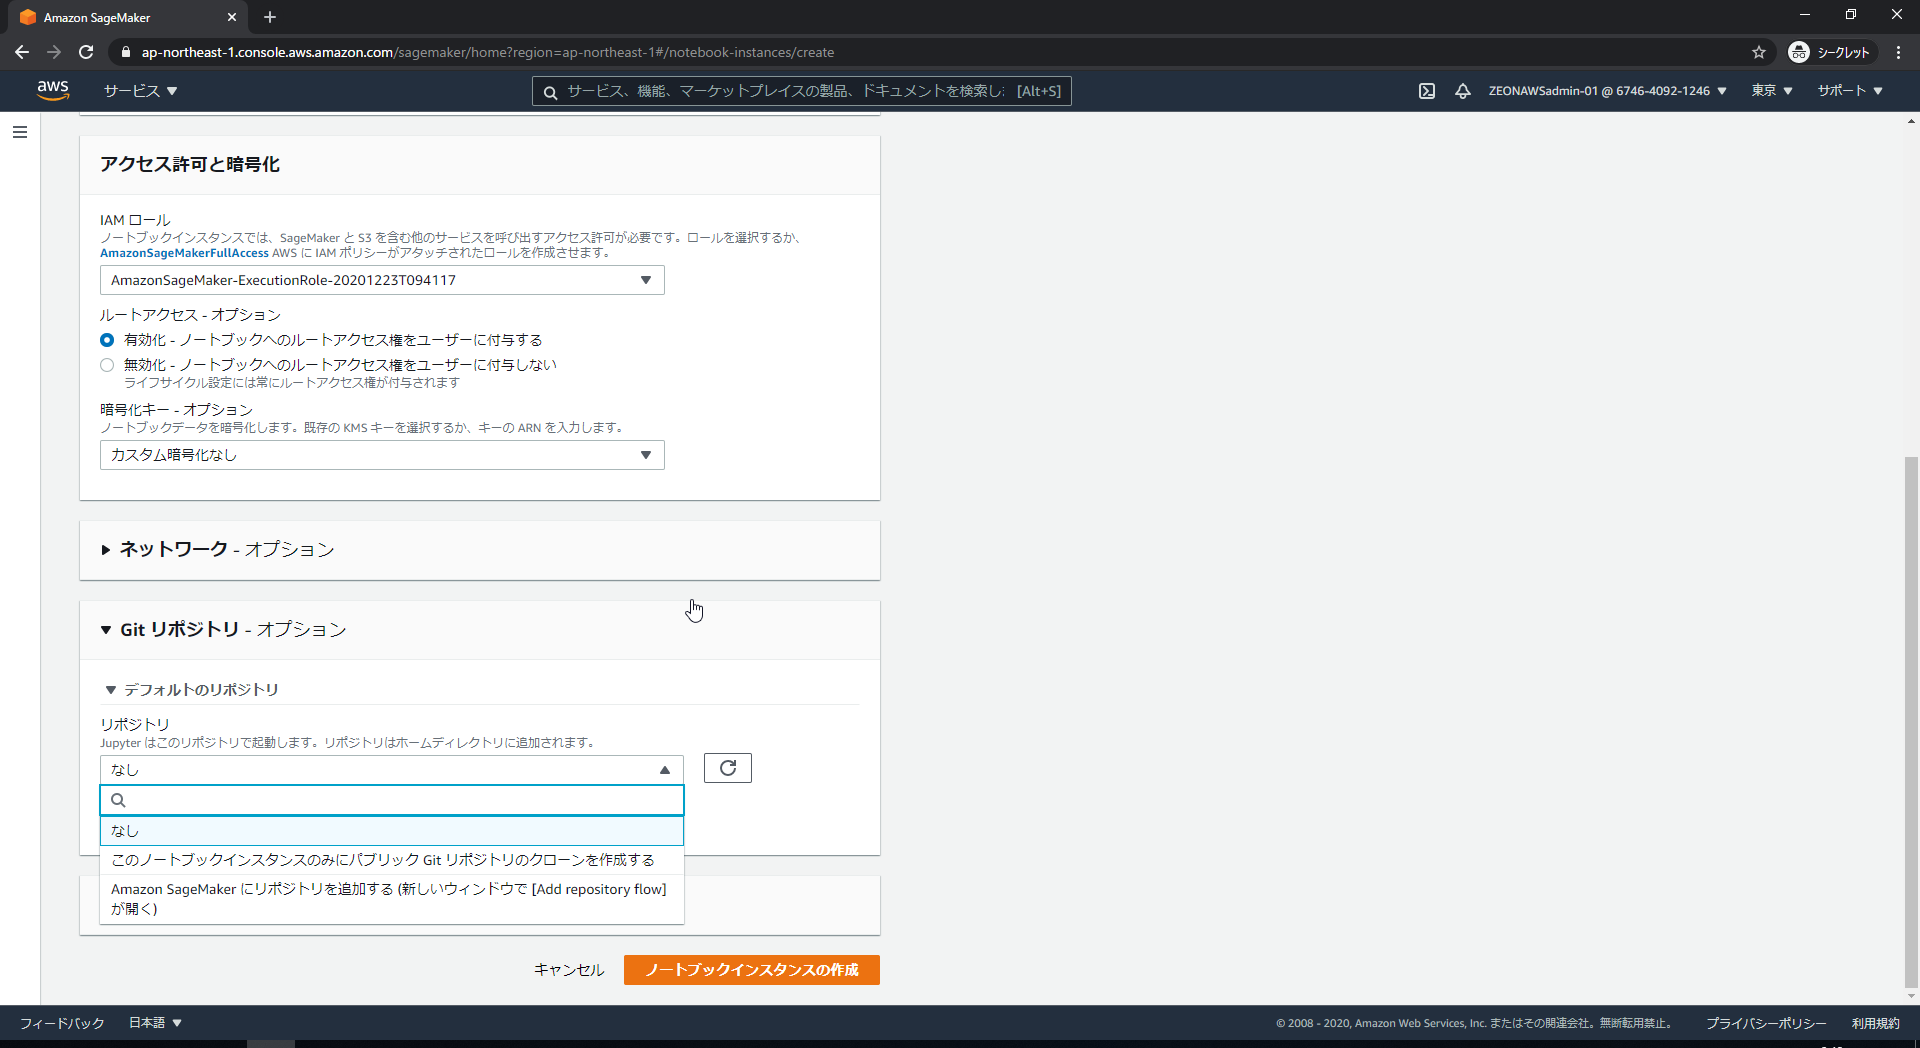 Amazon SageMaker
ap-northeast-1.console.aws.amazon.com/sagemaker/home?region=ap-northeast-1#/notebook-instances/create
シークレット
aws
サービス
サービス、機能、マーケットプレイスの製品、ドキュメントを検索し
[Alt+S]
ZEONAWSadmin-01 @ 6746-4092-1246
東京
サポート
アクセス許可と暗号化
IAM ロール
ノートブックインスタンスでは、SageMaker と S3 を含む他のサービスを呼び出すアクセス許可が必要です。ロールを選択するか、
AmazonSageMakerFullAccess AWS に IAM ポリシーがアタッチされたロールを作成させます。
AmazonSageMaker-ExecutionRole-20201223T094117
ルートアクセス - オプション
有効化 - ノートブックへのルートアクセス権をユーザーに付与する
無効化 - ノートブックへのルートアクセス権をユーザーに付与しない
ライフサイクル設定には常にルートアクセス権が付与されます
暗号化キー - オプション
ノートブックデータを暗号化します。既存の KMS キーを選択するか、キーの ARN を入力します。
カスタム暗号化なし
ネットワーク - オプション
Git リポジトリ - オプション
デフォルトのリポジトリ
リポジトリ
Jupyter はこのリポジトリで起動します。リポジトリはホームディレクトリに追加されます。
なし
なし
このノートブックインスタンスのみにパブリック Git リポジトリのクローンを作成する
Amazon SageMaker にリポジトリを追加する (新しいウィンドウで [Add repository flow]
が開く)
キャンセル
ノートブックインスタンスの作成
フィードバック
日本語
© 2008 - 2020, Amazon Web Services, Inc. またはその関連会社。無断転用禁止。
プライバシーポリシー
利用規約